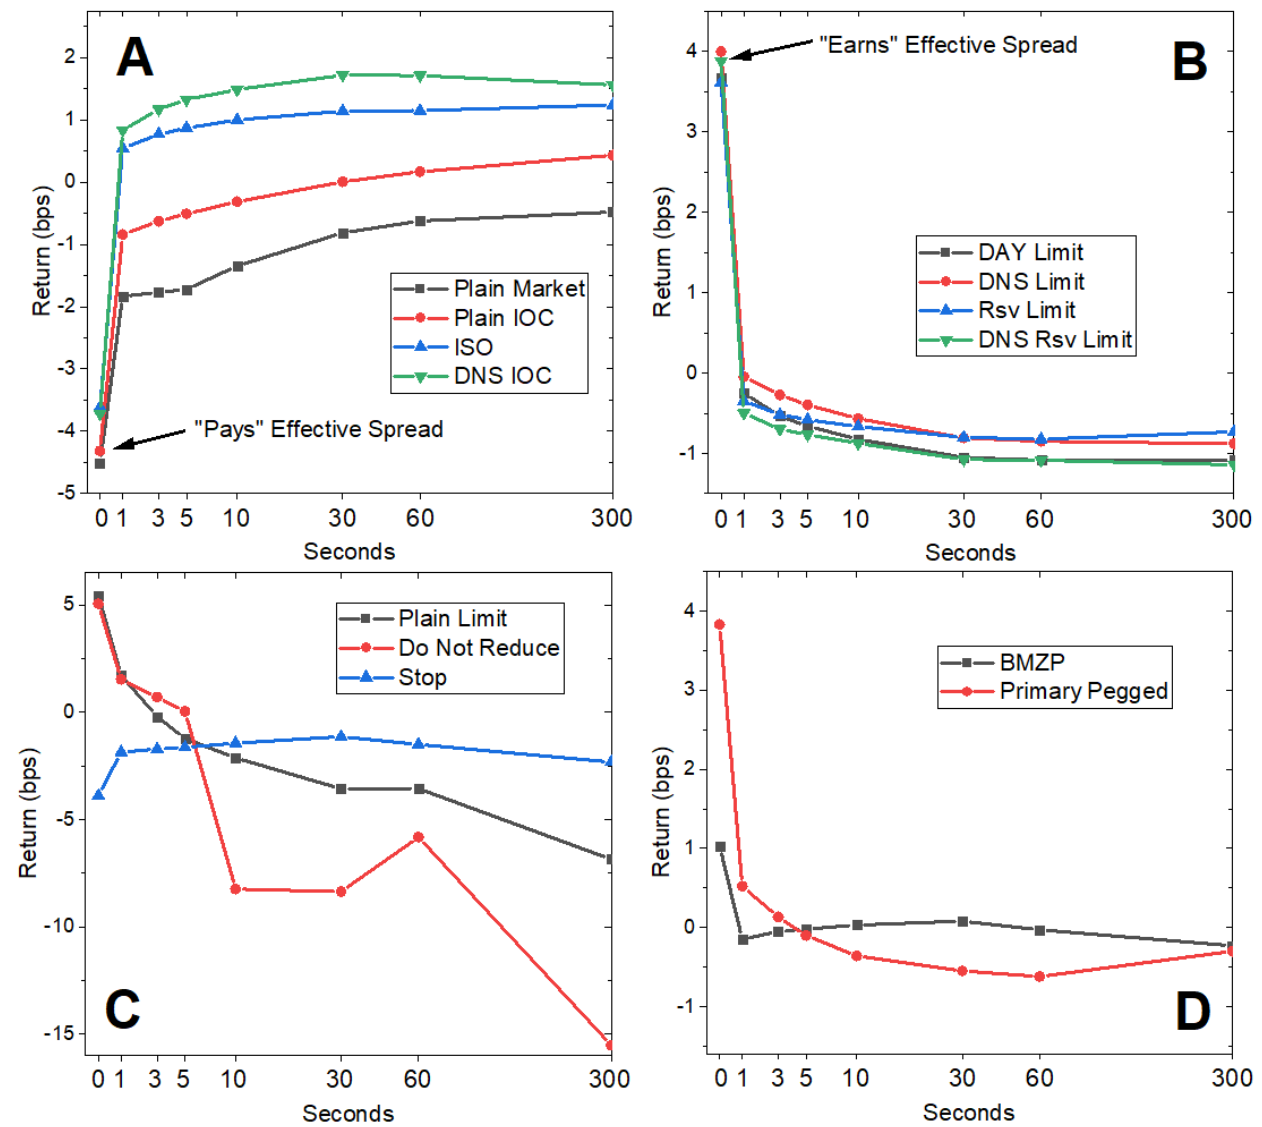 A
2
1
0
-1
-2
-3
-4
-5
Return (bps)
Plain Market
Plain IOC
ISO
DNS IOC
"Pays" Effective Spread
0 1 3 5 10 30 60 300
Seconds
B
"Earns" Effective Spread
4
3
2
1
0
-1
Return (bps)
DAY Limit
DNS Limit
Rsv Limit
DNS Rsv Limit
0 1 3 5 10 30 60 300
Seconds
5
0
-5
-10
-15
Return (bps)
Plain Limit
Do Not Reduce
Stop
C
0 1 3 5 10 30 60 300
Seconds
4
3
2
1
0
-1
Return (bps)
BMZP
Primary Pegged
D
0 1 3 5 10 30 60 300
Seconds